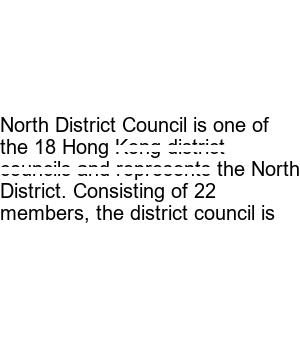 North District Council is one of
the 18 Hong Kong district
councils and represents the North
District. Consisting of 22
members, the district council is